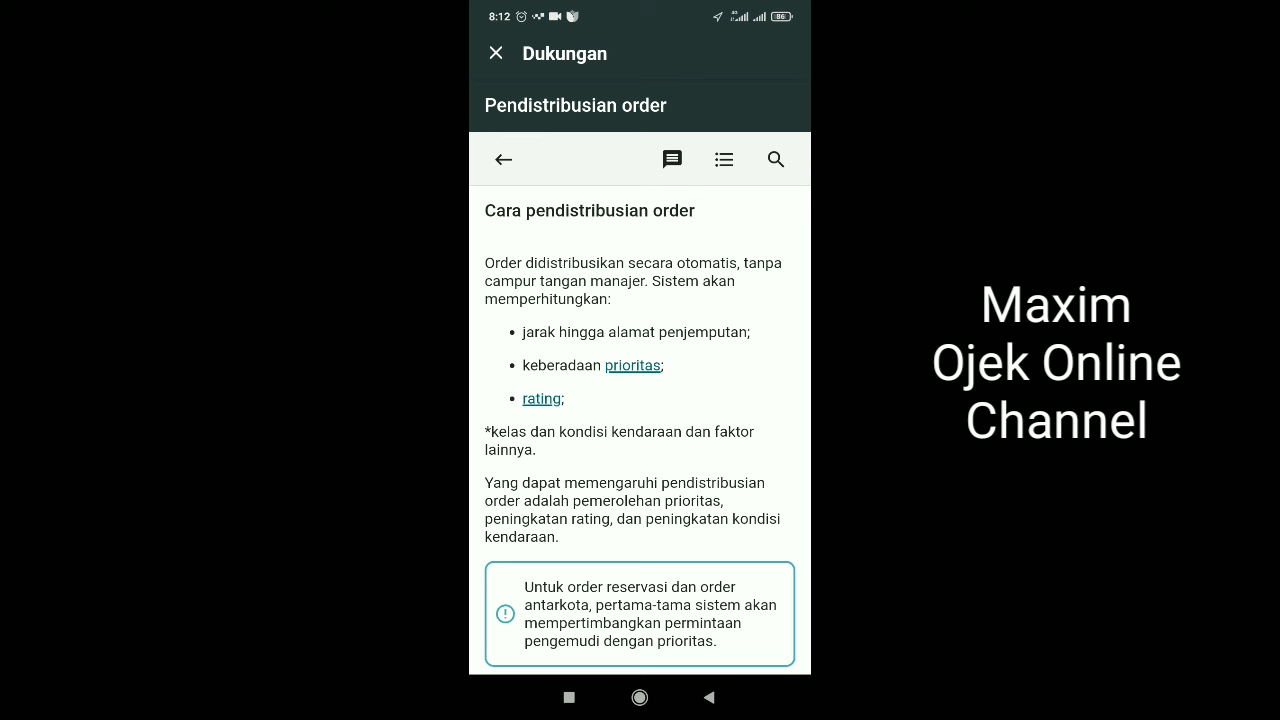 8:12
86
Dukungan
Pendistribusian order
Cara pendistribusian order
Order didistribusikan secara otomatis, tanpa
campur tangan manajer. Sistem akan
memperhitungkan:
• jarak hingga alamat penjemputan;
• keberadaan prioritas;
• rating;
*kelas dan kondisi kendaraan dan faktor
lainnya.
Yang dapat memengaruhi pendistribusian
order adalah pemerolehan prioritas,
peningkatan rating, dan peningkatan kondisi
kendaraan.
Untuk order reservasi dan order
antarkota, pertama-tama sistem akan
mempertimbangkan permintaan
pengemudi dengan prioritas.
Maxim
Ojek Online
Channel